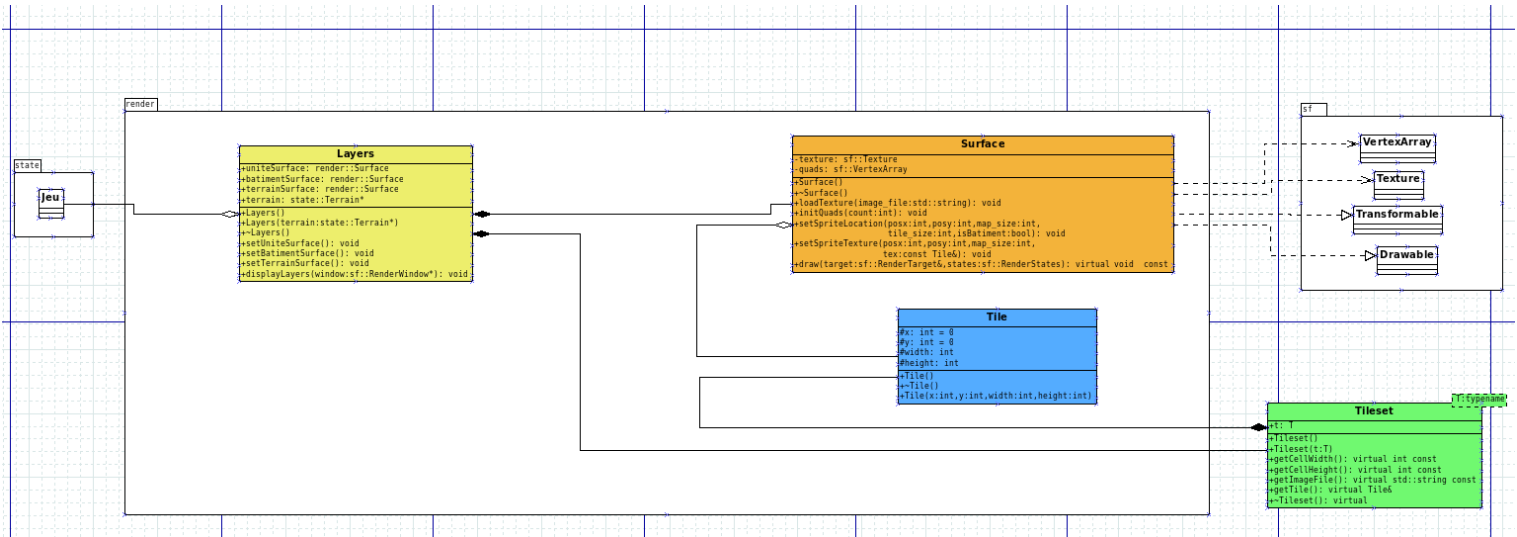 state
Jeu
render
Layers
+uniteSurface: render::Surface
+batimentSurface: render::Surface
+terrainSurface: render::Surface
+terrain: state::Terrain*
+Layers()
+Layers(terrain:state::Terrain*)
+~Layers()
+setUniteSurface(): void
+setBatimentSurface(): void
+setTerrainSurface(): void
+displayLayers(window:sf::RenderWindow*): void
Surface
-texture: sf::Texture
-quads: sf::VertexArray
+Surface()
+~Surface()
+loadTexture(image_file:std::string): void
+initQuads(count:int): void
+setSpriteLocation(posx:int,posy:int,map_size:int,
tile_size:int,isBatiment:bool): void
+setSpriteTexture(posx:int,posy:int,map_size:int,
tex:const Tile&): void
+draw(target:sf::RenderTarget&,states:sf::RenderStates): virtual void const
Tile
#x: int = 0
#y: int = 0
#width: int
#height: int
+Tile()
+~Tile()
+Tile(x:int,y:int,width:int,height:int)
sf
VertexArray
Texture
Transformable
Drawable
T:typename
Tileset
+t: T
+Tileset()
+Tileset(t:T)
+getCellWidth(): virtual int const
+getCellHeight(): virtual int const
+getImageFile(): virtual std::string const
+getTile(): virtual Tile&
+~Tileset(): virtual